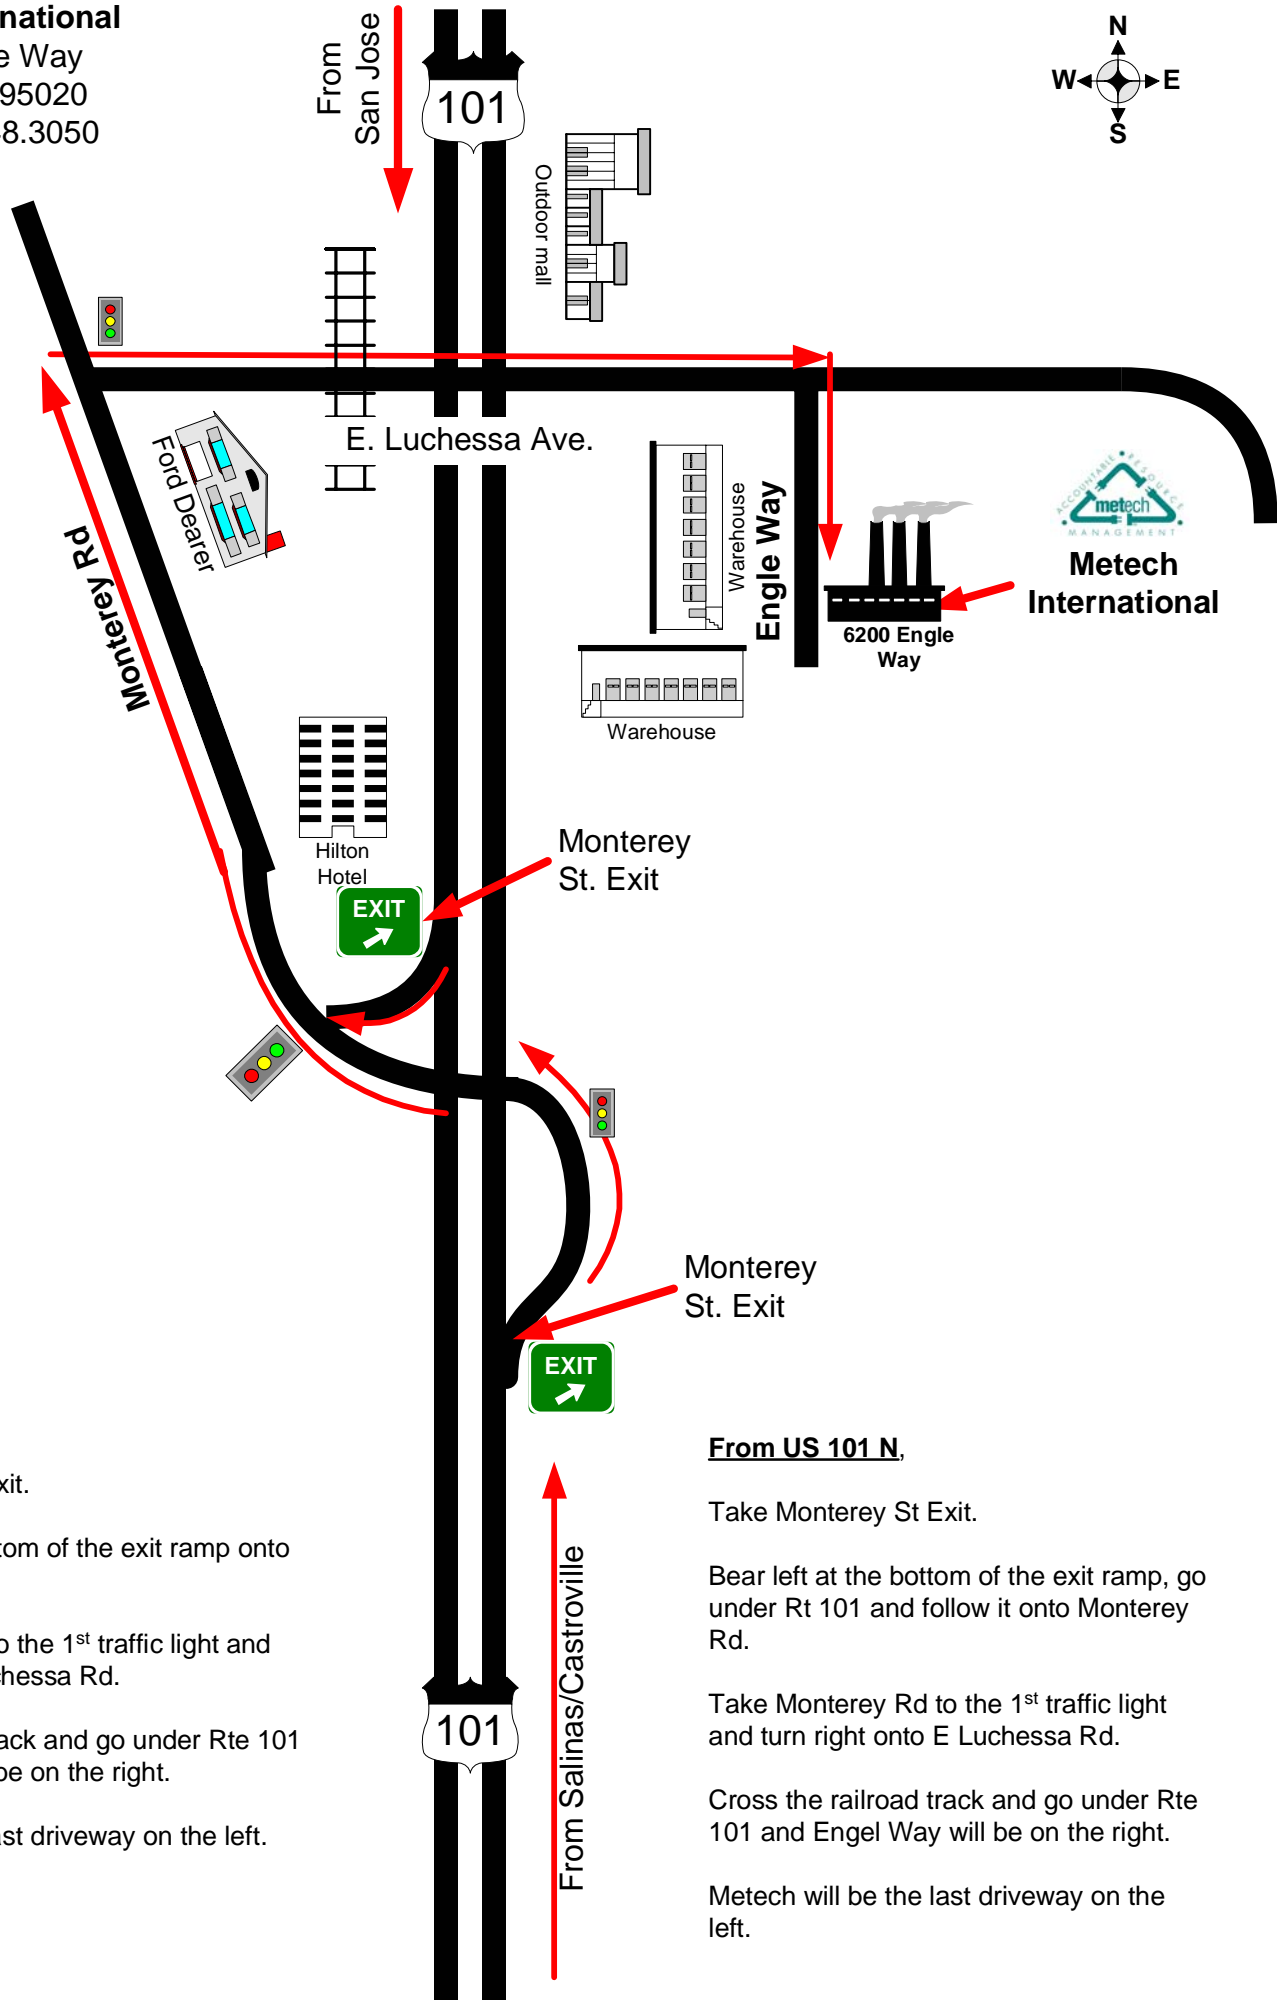 national
e Way
95020
8.3050
From
San Jose
101
N
W E
S
Outdoor mall
E. Luchessa Ave.
Ford Dearer
Monterey Rd
Warehouse
Engle Way
ACCOUNTABLE RESOURCE
metech
MANAGEMENT
Metech
International
6200 Engle
Way
Warehouse
Hilton
Hotel
EXIT
Monterey
St. Exit
Monterey
St. Exit
EXIT
xit.
tom of the exit ramp onto
o the 1st traffic light and
chessa Rd.
ack and go under Rte 101
be on the right.
ast driveway on the left.
101
From Salinas/Castroville
From US 101 N,
Take Monterey St Exit.
Bear left at the bottom of the exit ramp, go
under Rt 101 and follow it onto Monterey
Rd.
Take Monterey Rd to the 1st traffic light
and turn right onto E Luchessa Rd.
Cross the railroad track and go under Rte
101 and Engel Way will be on the right.
Metech will be the last driveway on the
left.